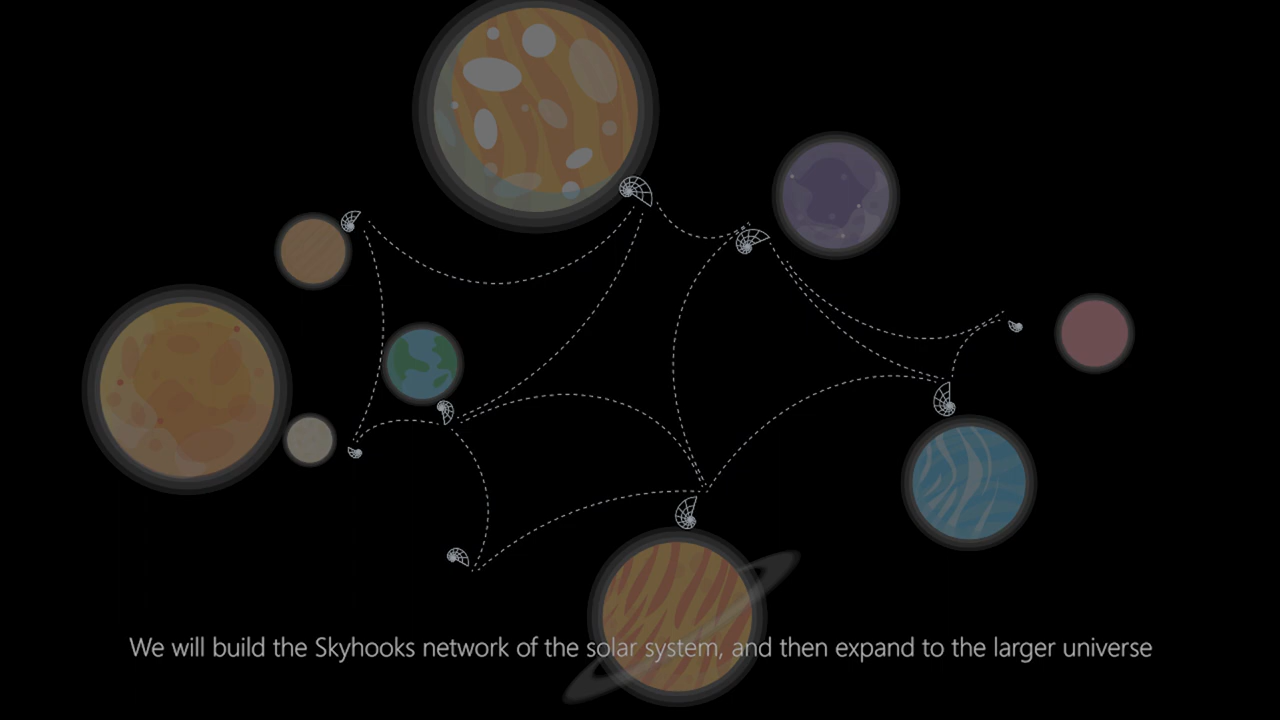 We will build the Skyhooks network of the solar system, and then expand to the larger universe